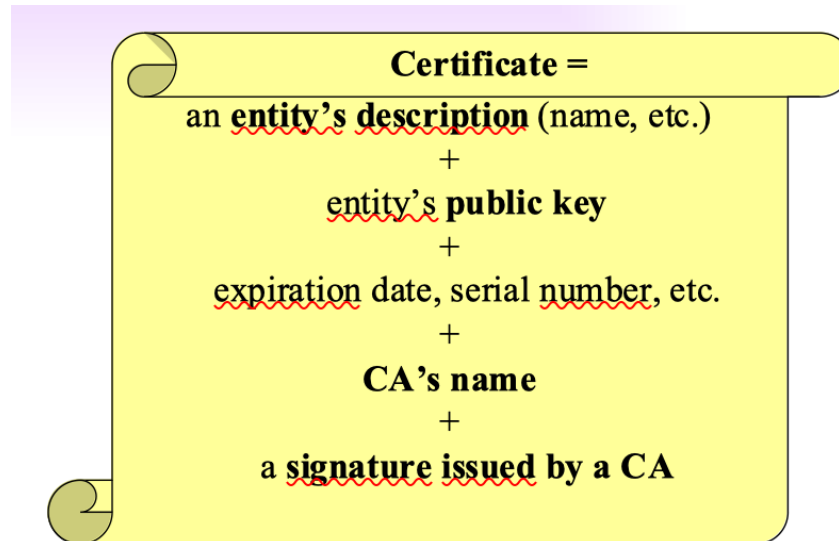 Certificate =
an entity’s description (name, etc.)
+
entity’s public key
+
expiration date, serial number, etc.
+
CA’s name
+
a signature issued by a CA